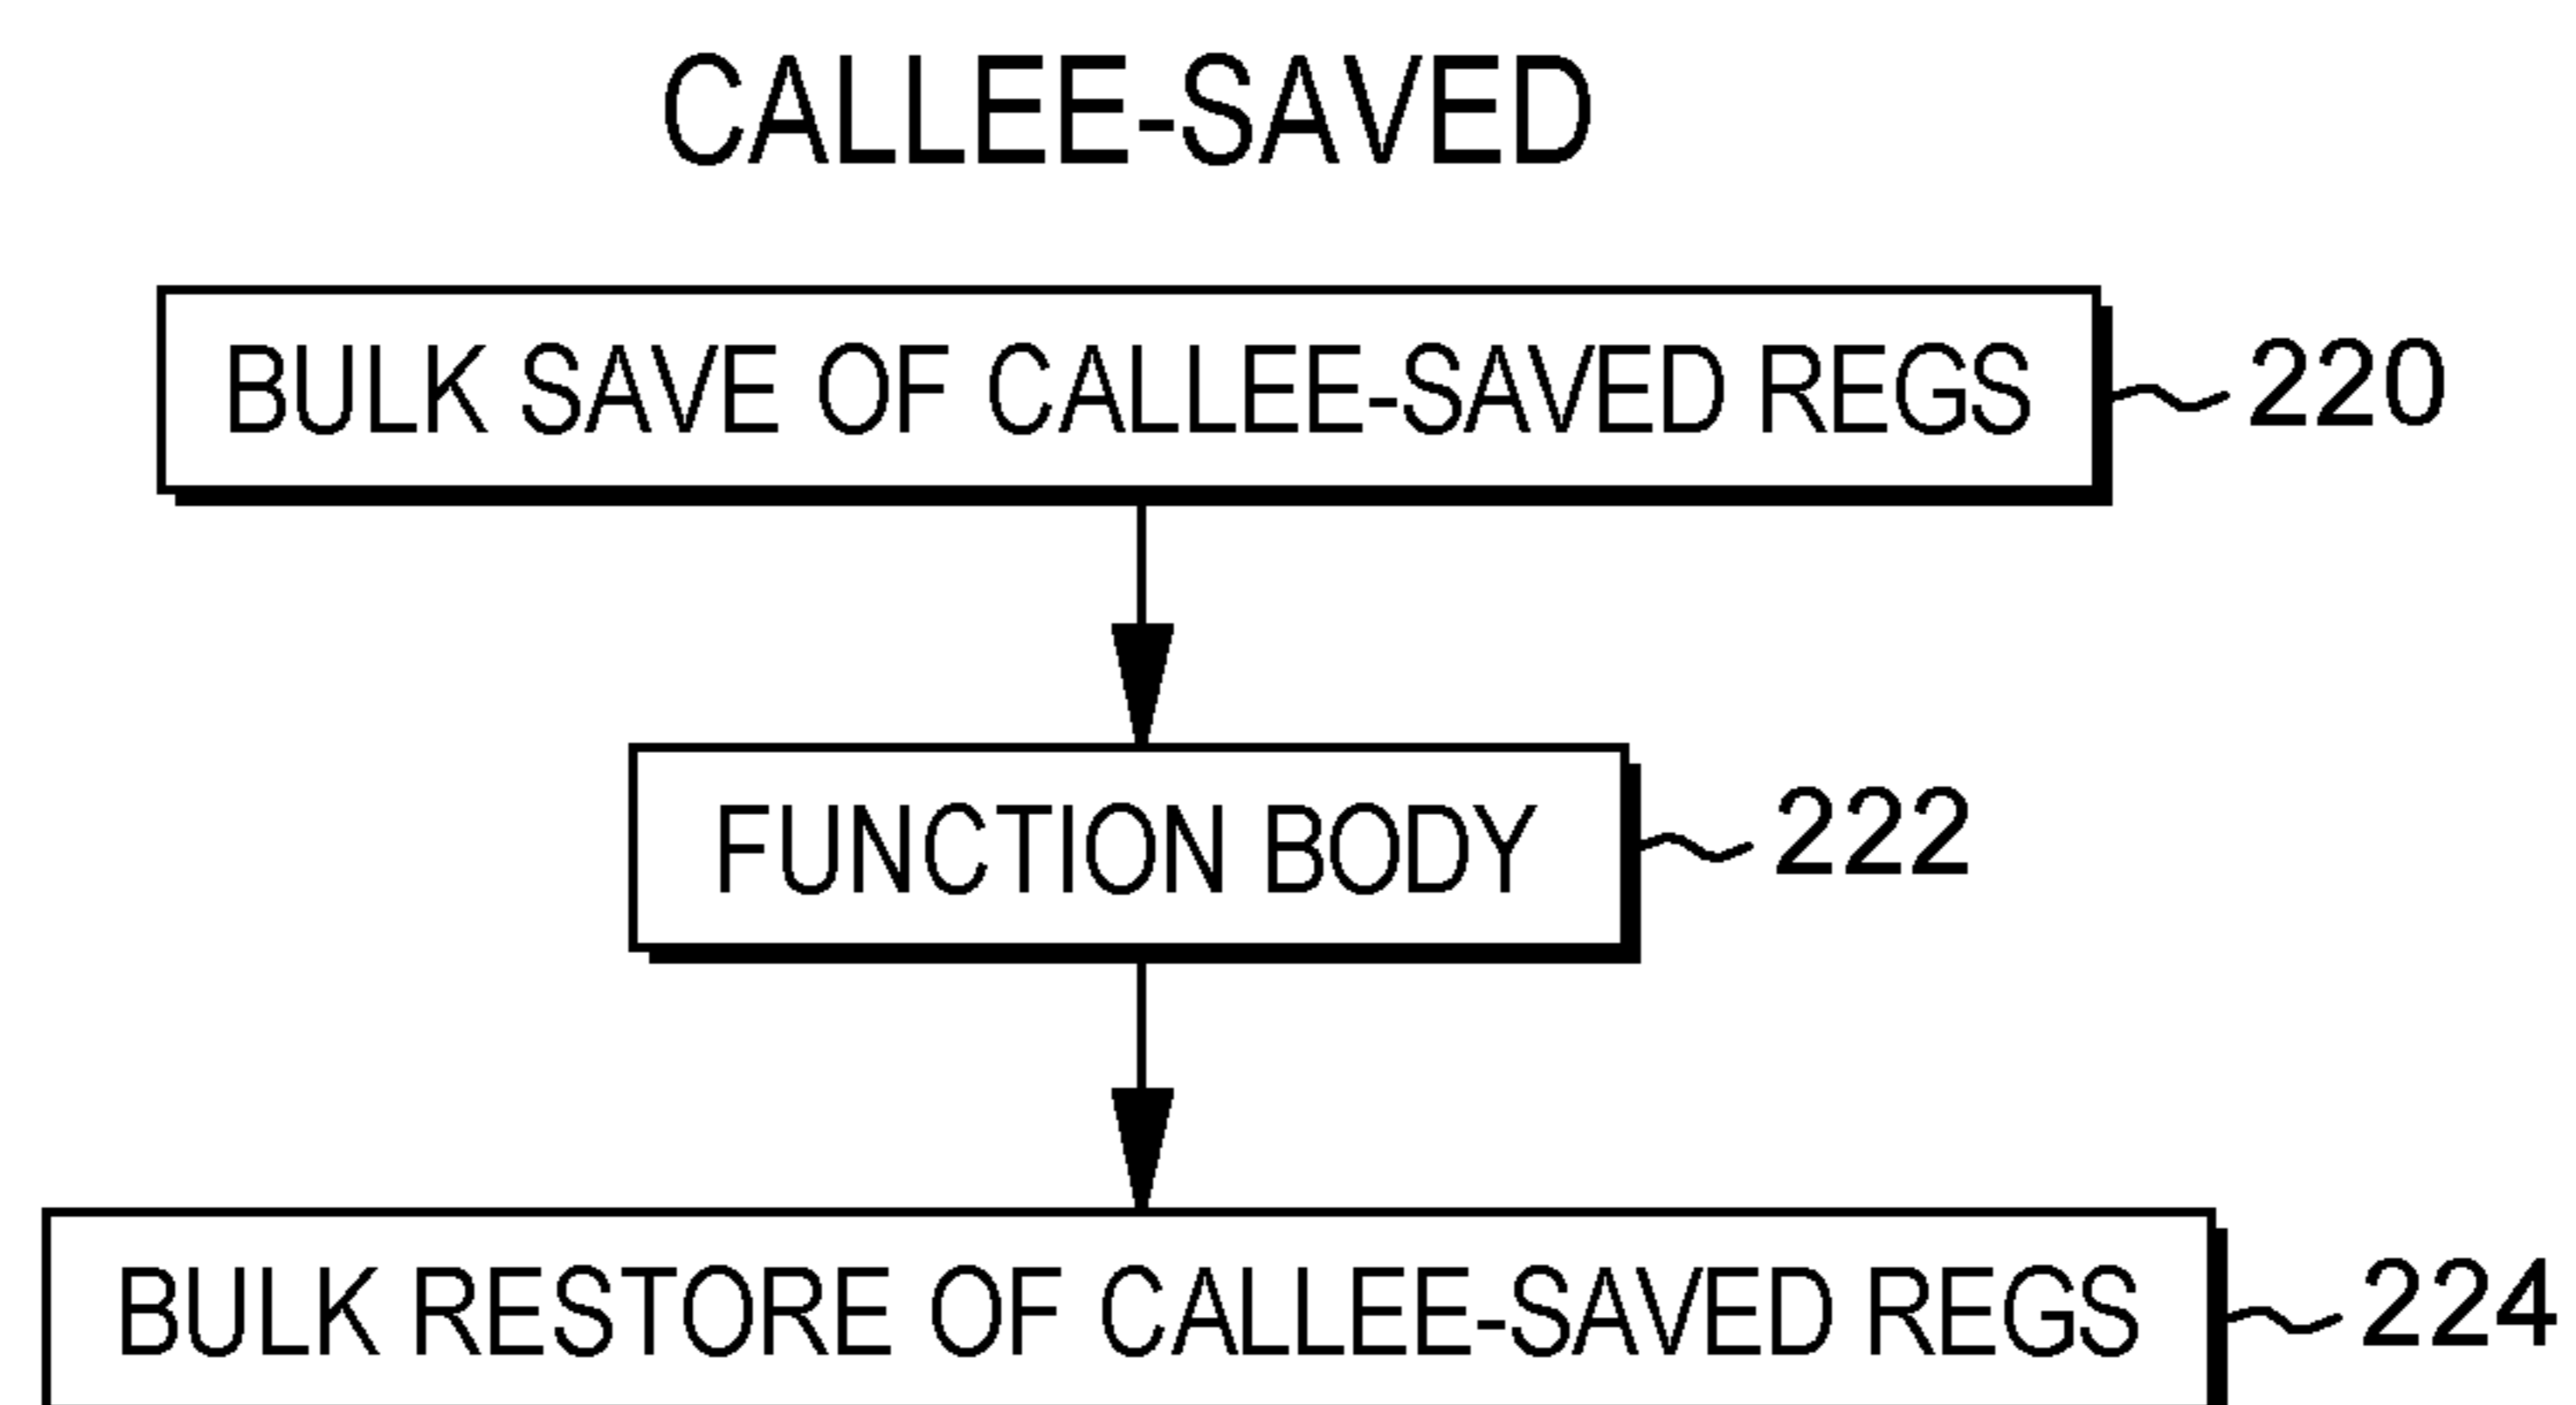 CALLEE-SAVED
BULK SAVE OF CALLEE-SAVED REGS 220
FUNCTION BODY 222
BULK RESTORE OF CALLEE-SAVED REGS 224